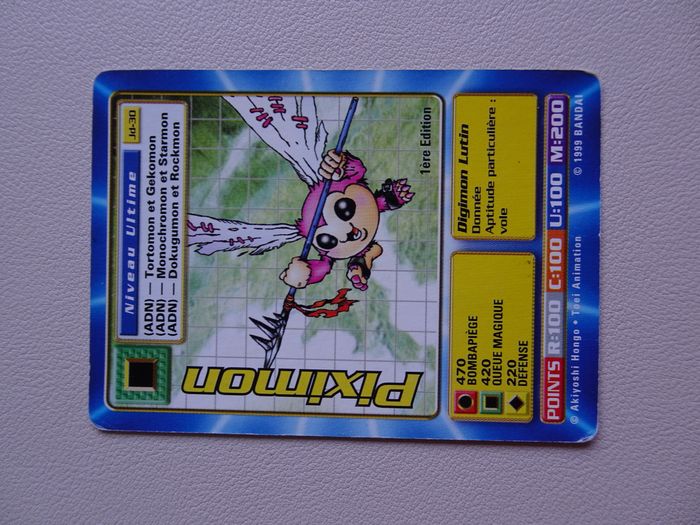 Niveau Ultime
Jd-30
(ADN) — Tortomon et Gekomon
(ADN) — Monochromon et Starmon
(ADN) — Dokugumon et Rockmon
Piximon
1ère Edition
470
BOMBAPIÈGE
420
QUEUE MAGIQUE
220
DÉFENSE
Digimon Lutin
Donnée
Aptitude particulière :
vole
POINTS R:100 C:100 U:100 M:200
© Akiyoshi Hongo • Toei Animation © 1999 BANDAI